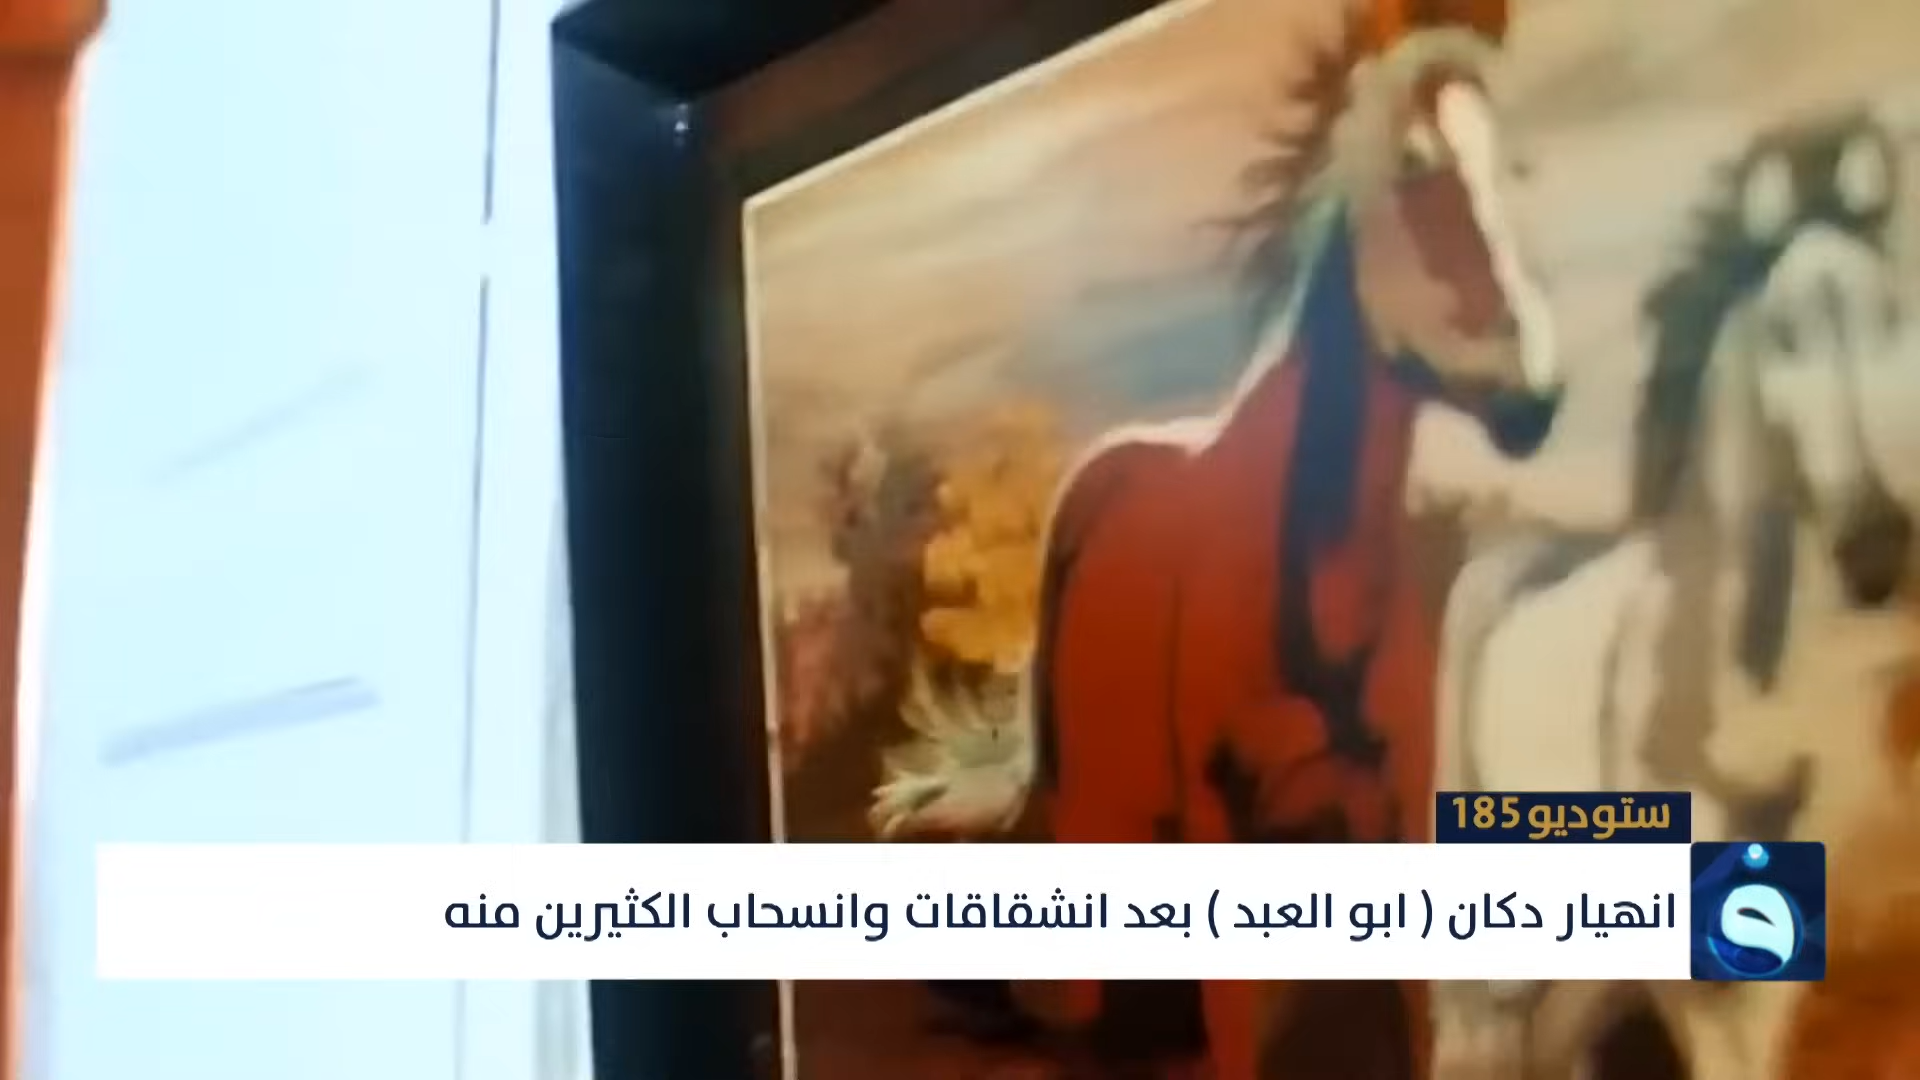 ستوديو185
انهيار دكان ( ابو العبد ) بعد انشقاقات وانسحاب الكثيرين منه